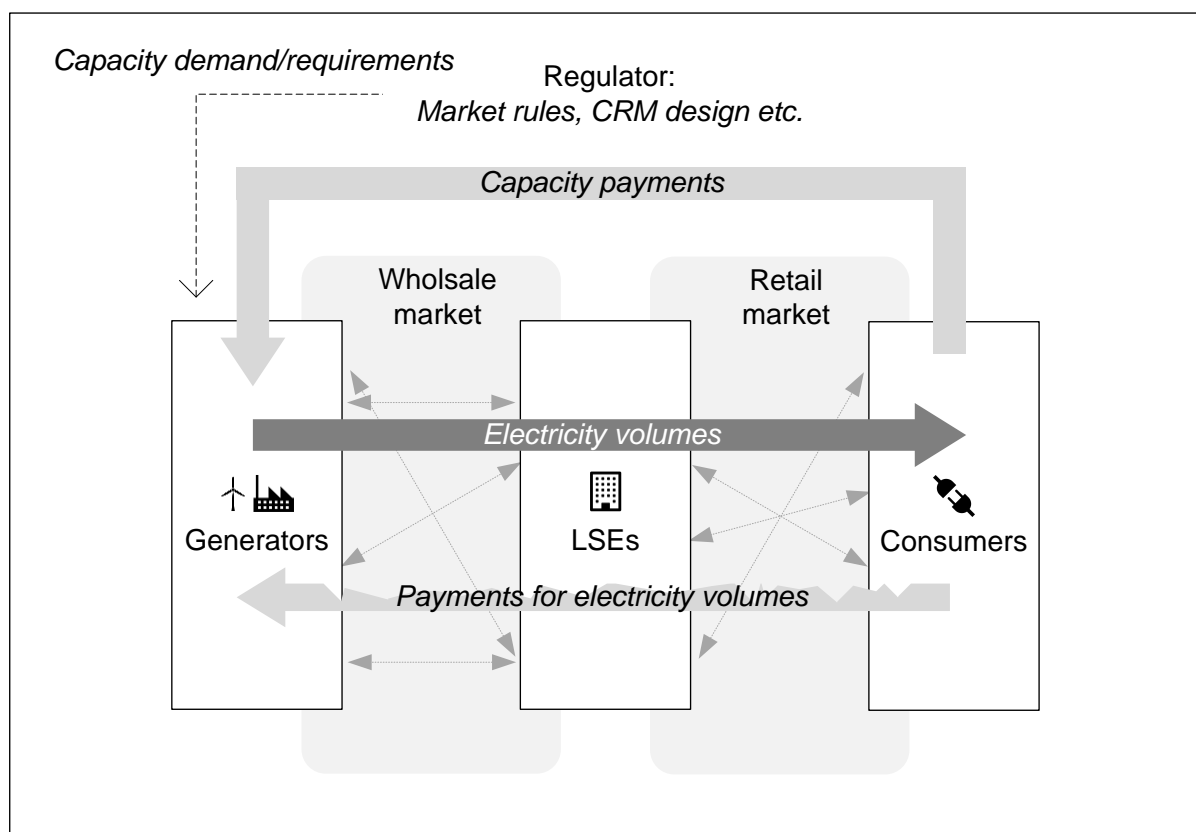 Capacity demand/requirements
Regulator:
Market rules, CRM design etc.
Capacity payments
Wholsale
market
Retail
market
Electricity volumes
Generators
LSEs
Consumers
Payments for electricity volumes